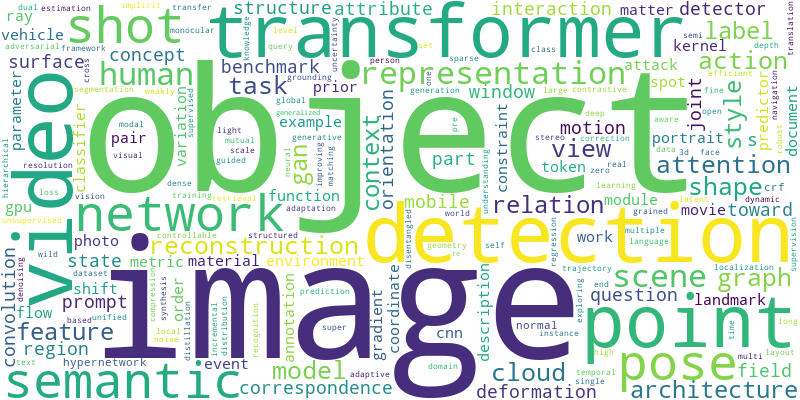 dual estimation implicit transfer
adversarial framework monocular
ray
shot
transformer
structure attribute
interaction matter detector
vehicle
concept
human
surface
benchmark
task
prior
representation
window
level
query
set
sparse
semi
class
depth
kernel
label
action
attack
spot
translation
knowledge
uncertainty
cross
grounding
person
one
generation
fine
large contrastive
efficient
open
segmentation
weakly
supervised
parameter
video
classifier
variation
modal
pair
visual
global
generalized
example
light
mutual
scale
guided
generative
improving
matching
object
gan
context
orientation
motion
view
part
token
stereo
correction
zero
real
deep
constraint
joint
data
aware
3d
face
portrait
style
predictor
robust
navigation
document
s
hierarchical
resolution
loss
gpu
vision
unsupervised
dense
training
retrieval
neural
adaptation
function
mobile
pre
understanding
learning
module
attention
shape
crf
latent
dynamic
movie
toward
network
relation
controllable
structured
photo
reconstruction
detection
world
disentangled
geometry
re
self
regression
work
multiple
language
grained
supervision
convolution
wild
denoising
dataset
state
metric
material
environment
shift
order
prompt
flow
compression
synthesis
image
coordinate
gradient
annotation
description
cnn
normal
instance
point
scene
graph
trajectory
end
exploring
localization
question
landmark
time
long
feature
region
based
unified
local
noise
distillation
incremental
distribution
prediction
recognition
super
semantic
text
hypernetwork
event
model
correspondence
domain
adaptive
cloud
deformation
pose
high
temporal
single
multi
layout
field
architecture